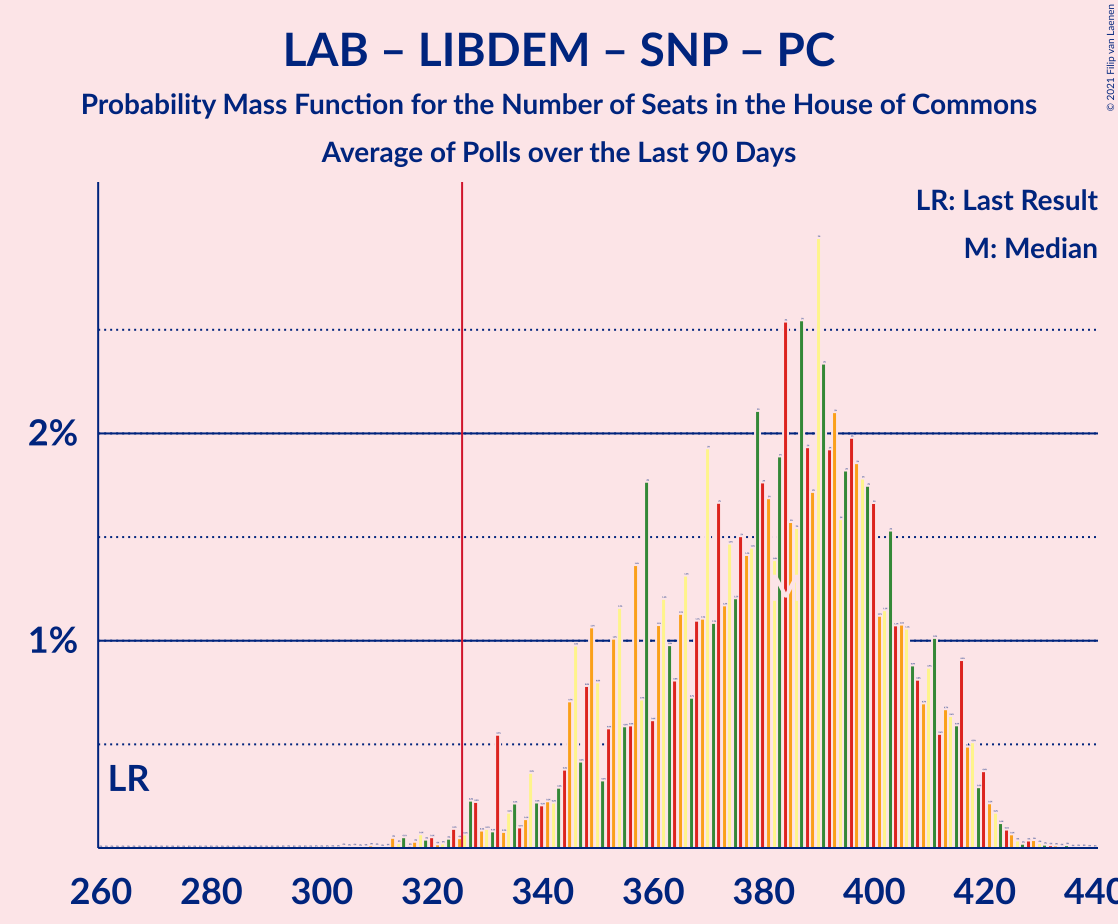 LAB – LIBDEM – SNP – PC
Probability Mass Function for the Number of Seats in the House of Commons
Average of Polls over the Last 90 Days
© 2021 Filip van Laenen
LR: Last Result
M: Median
2%
1%
LR
M
260 280 300 320 340 360 380 400 420 440